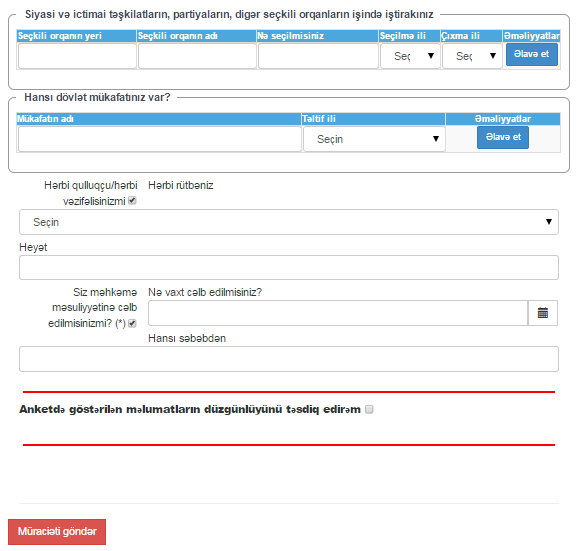 Siyasi və ictimai təşkilatların, partiyaların, digər seçkili orqanların işində iştirakınız
Seçkili orqanın yeri Seçkili orqanın adı Nə seçilmisiniz Seçilmə ili Çıxma ili Əməliyyatlar
Seç Seç Əlavə et
Hansı dövlət mükafatınız var?
Mükafatın adı Təltif ili Əməliyyatlar
Seçin Əlavə et
Hərbi qulluqçu/hərbi Hərbi rütbəniz
vəzifəlisinizmi
Seçin
Heyət
Siz məhkəmə Nə vaxt cəlb edilmisiniz?
məsuliyyətinə cəlb
edilmisinizmi? (*)
Hansı səbəbdən
Anketdə göstərilən məlumatların düzgünlüyünü təsdiq edirəm
Müraciəti göndər